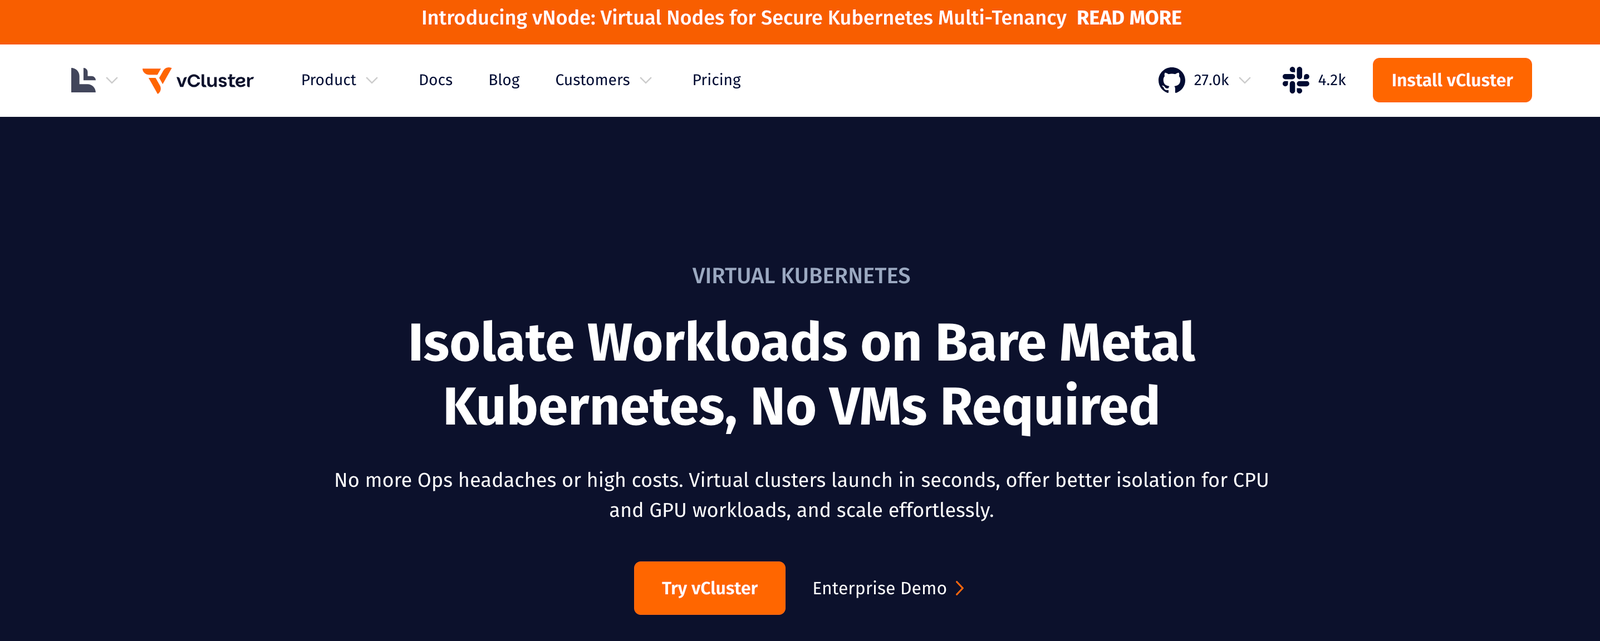 Introducing vNode: Virtual Nodes for Secure Kubernetes Multi-Tenancy READ MORE
vCluster Product Docs Blog Customers Pricing 27.0k 4.2k Install vCluster
VIRTUAL KUBERNETES
Isolate Workloads on Bare Metal
Kubernetes, No VMs Required
No more Ops headaches or high costs. Virtual clusters launch in seconds, offer better isolation for CPU
and GPU workloads, and scale effortlessly.
Try vCluster Enterprise Demo